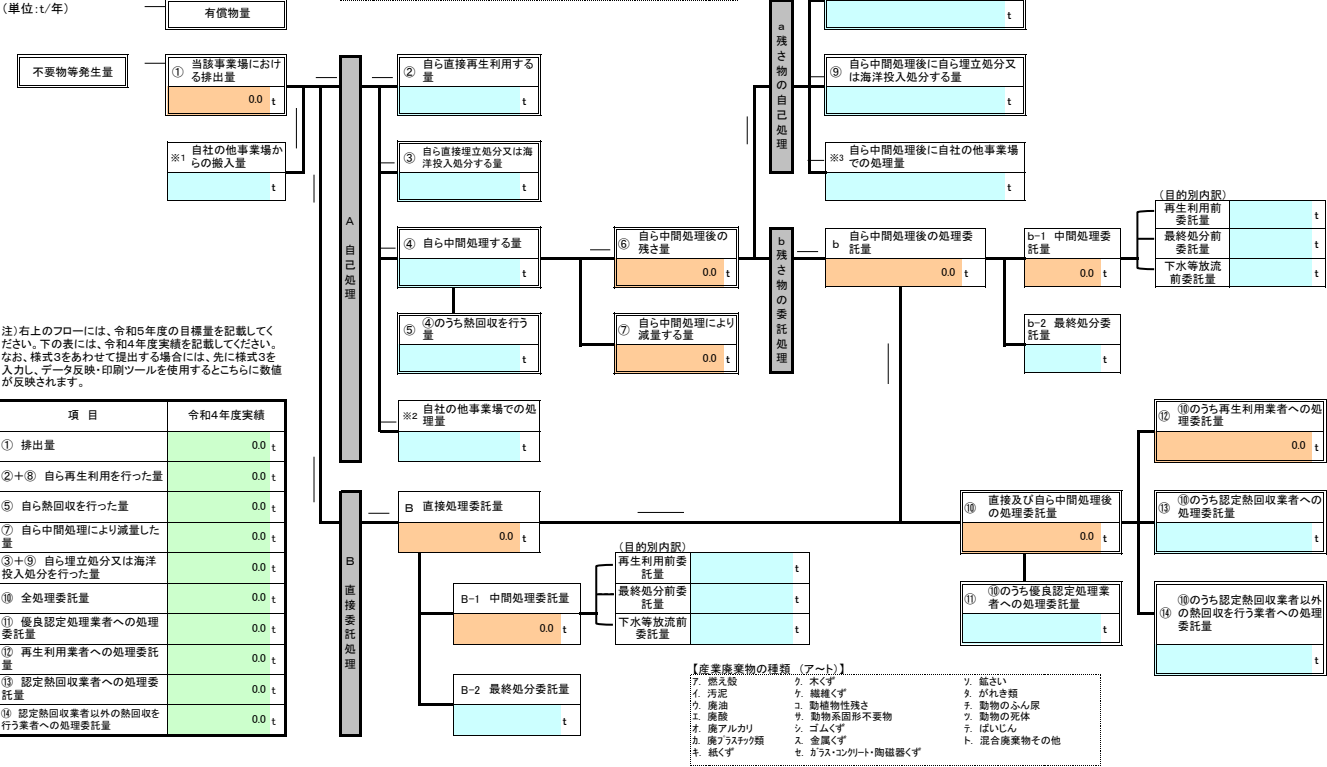 (単位:t/年)
有償物量
t
不要物等発生量
① 当該事業場におけ
る排出量
0.0 t
※1 自社の他事業場か
らの搬入量
t
A 自己処理
② 自ら直接再生利用する
量
t
③ 自ら直接埋立処分又は海
洋投入処分する量
t
④ 自ら中間処理する量
t
⑤ ④のうち熱回収を行う
量
t
※2 自社の他事業場での処
理量
t
⑥ 自ら中間処理後の
残さ量
0.0 t
⑦ 自ら中間処理により
減量する量
0.0 t
a 残さ物の自己処理
⑨ 自ら中間処理後に自ら埋立処分又
は海洋投入処分する量
t
※3 自ら中間処理後に自社の他事業場
での処理量
t
b 残さ物の委託処理
b 自ら中間処理後の処理委
託量
0.0 t
b-1 中間処理委
託量
0.0 t
b-2 最終処分委
託量
t
(目的別内訳)
再生利用前
委託量
t
最終処分前
委託量
t
下水等放流
前委託量
t
注)右上のフローには、令和5年度の目標量を記載してく
ださい。下の表には、令和4年度実績を記載してください。
なお、様式3をあわせて提出する場合には、先に様式3を
入力し、データ反映・印刷ツールを使用するとこちらに数値
が反映されます。
項 目 令和4年度実績
① 排出量 0.0 t
②+⑧ 自ら再生利用を行った量 0.0 t
⑤ 自ら熱回収を行った量 0.0 t
⑦ 自ら中間処理により減量した
量 0.0 t
③+⑨ 自ら埋立処分又は海洋
投入処分を行った量 0.0 t
⑩ 全処理委託量 0.0 t
⑪ 優良認定処理業者への処理
委託量 0.0 t
⑫ 再生利用業者への処理委託
量 0.0 t
⑬ 認定熱回収業者への処理委
託量 0.0 t
⑭ 認定熱回収業者以外の熱回収を
行う業者への処理委託量 0.0 t
B 直接委託処理
B 直接処理委託量
0.0 t
B-1 中間処理委託量
0.0 t
B-2 最終処分委託量
t
(目的別内訳)
再生利用前委
託量
t
最終処分前委
託量
t
下水等放流前
委託量
t
⑩ 直接及び自ら中間処理後
の処理委託量
0.0 t
⑪ ⑩のうち優良認定処理業
者への処理委託量
t
⑫ ⑩のうち再生利用業者への処
理委託量
0.0 t
⑬ ⑩のうち認定熱回収業者への
処理委託量
t
⑭ ⑩のうち認定熱回収業者以外
の熱回収を行う業者への処理
委託量
t
【産業廃棄物の種類 (ア~ト)】
ア. 燃え殻
イ. 汚泥
ウ. 廃油
エ. 廃酸
オ. 廃アルカリ
カ. 廃プラスチック類
キ. 紙くず
ク. 木くず
ケ. 繊維くず
コ. 動植物性残さ
サ. 動物系固形不要物
シ. ゴムくず
ス. 金属くず
セ. ガラス・コンクリート・陶磁器くず
ソ. 鉱さい
タ. がれき類
チ. 動物のふん尿
ツ. 動物の死体
テ. ばいじん
ト. 混合廃棄物その他